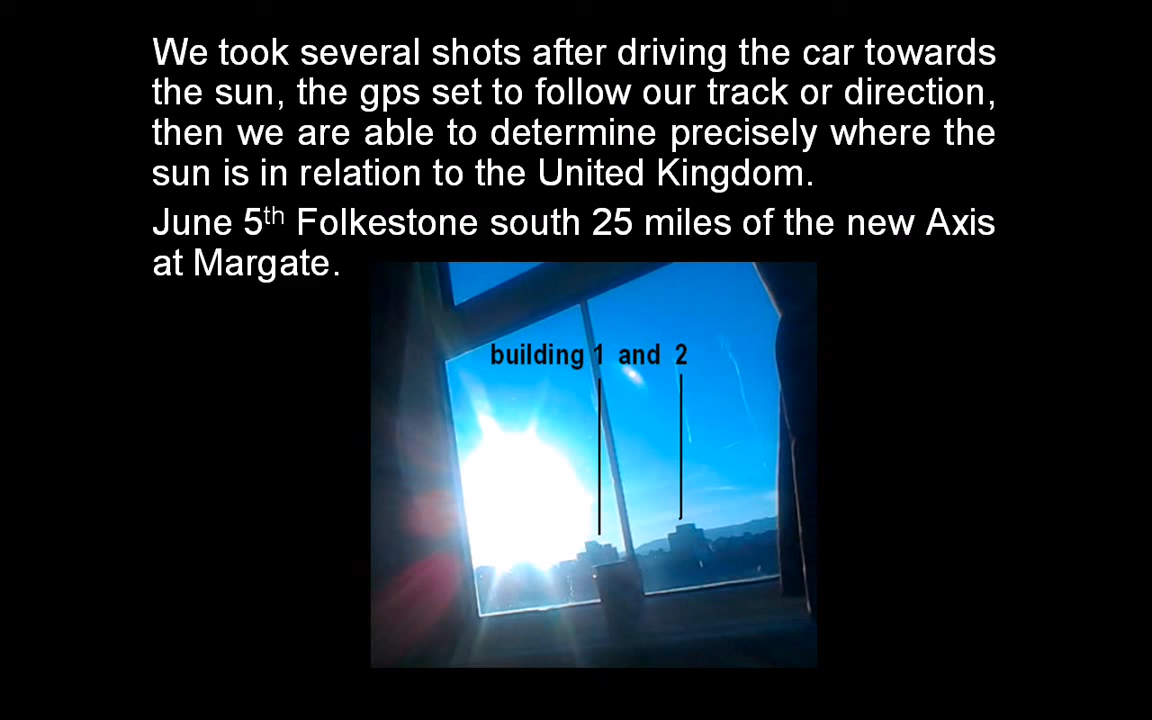 We took several shots after driving the car towards
the sun, the gps set to follow our track or direction,
then we are able to determine precisely where the
sun is in relation to the United Kingdom.
June 5th Folkestone south 25 miles of the new Axis
at Margate.
building 1 and 2